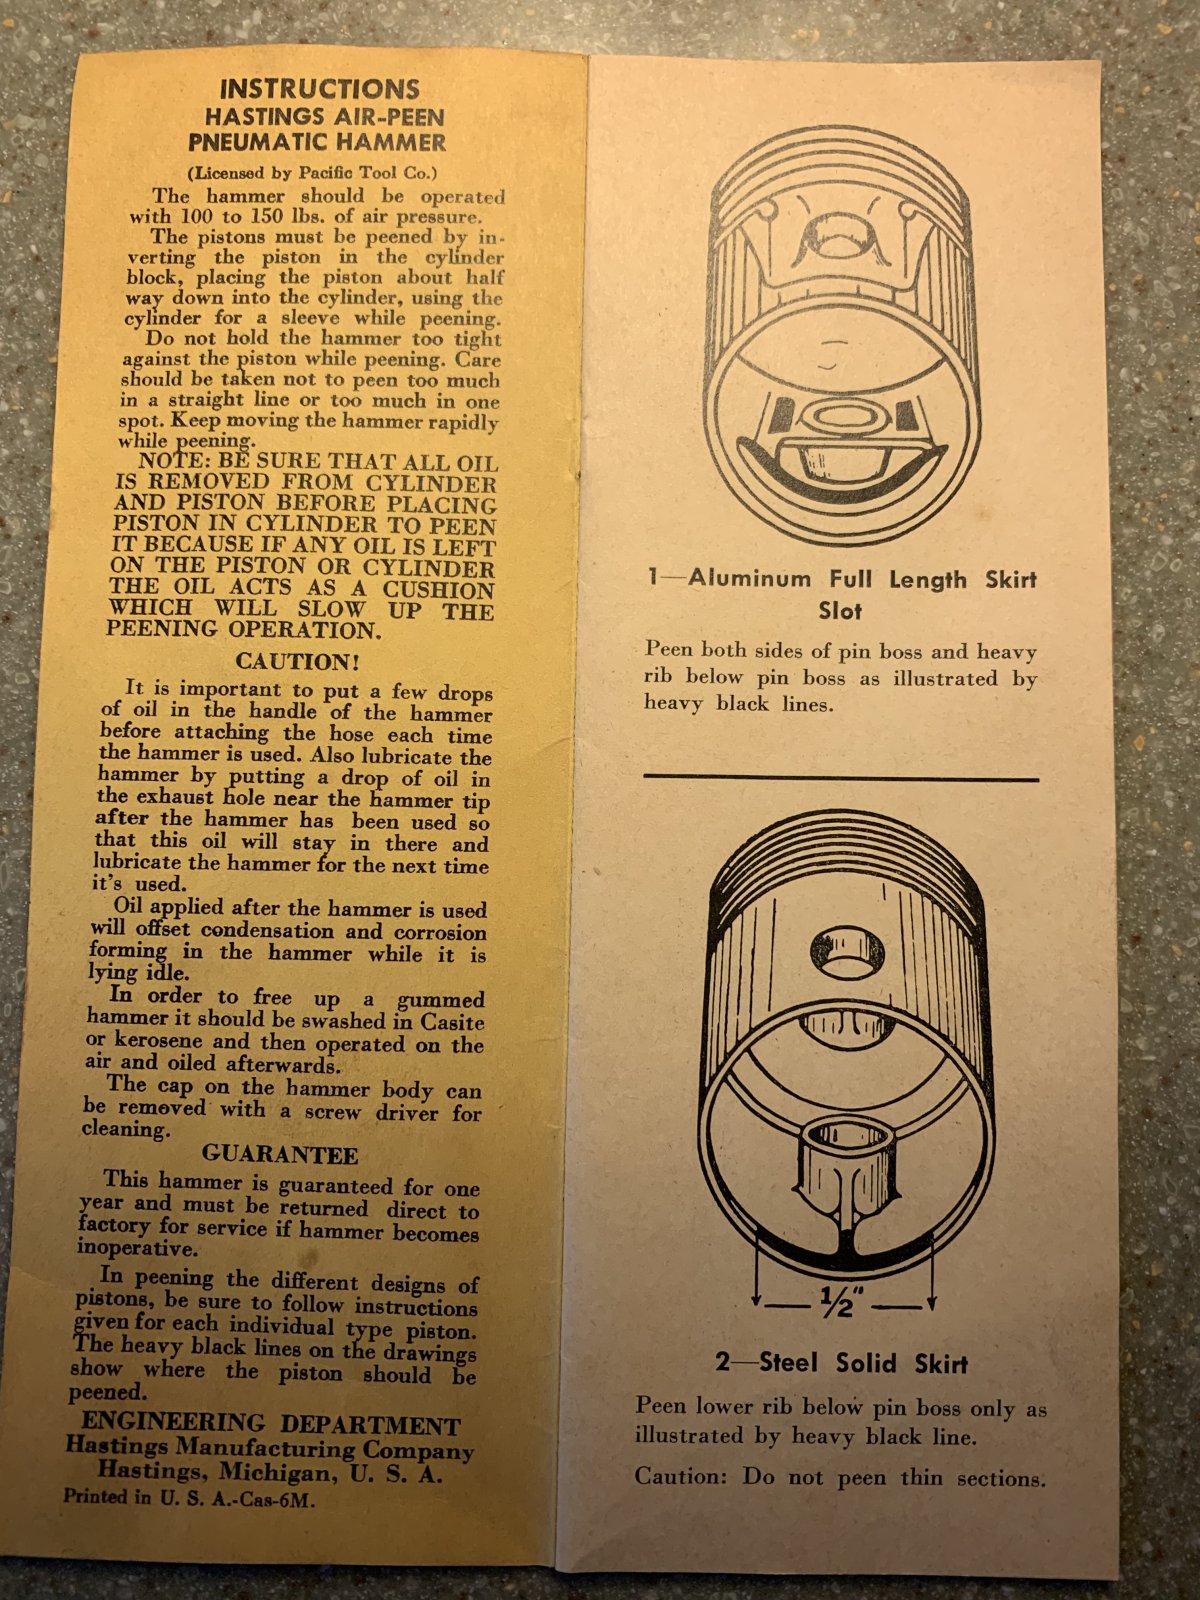 INSTRUCTIONS
HASTINGS AIR-PEEN
PNEUMATIC HAMMER
(Licensed by Pacific Tool Co.)
The hammer should be operated
with 100 to 150 lbs. of air pressure.
The pistons must be peened by in-
verting the piston in the cylinder
block, placing the piston about half
way down into the cylinder, using the
cylinder for a sleeve while peening.
Do not hold the hammer too tight
against the piston while peening. Care
should be taken not to peen too much
in a straight line or too much in one
spot. Keep moving the hammer rapidly
while peening.
NOTE: BE SURE THAT ALL OIL
IS REMOVED FROM CYLINDER
AND PISTON BEFORE PLACING
PISTON IN CYLINDER TO PEEN
IT BECAUSE IF ANY OIL IS LEFT
ON THE PISTON OR CYLINDER
THE OIL ACTS AS A CUSHION
WHICH WILL SLOW UP THE
PEENING OPERATION.
CAUTION!
It is important to put a few drops
of oil in the handle of the hammer
before attaching the hose each time
the hammer is used. Also lubricate the
hammer by putting a drop of oil in
the exhaust hole near the hammer tip
after the hammer has been used so
that this oil will stay in there and
lubricate the hammer for the next time
it's used.
Oil applied after the hammer is used
will offset condensation and corrosion
forming in the hammer while it is
lying idle.
In order to free up a gummed
hammer it should be swashed in Casite
or kerosene and then operated on the
air and oiled afterwards.
The cap on the hammer body can
be removed with a screw driver for
cleaning.
GUARANTEE
This hammer is guaranteed for one
year and must be returned direct to
factory for service if hammer becomes
inoperative.
In peening the different designs of
pistons, be sure to follow instructions
given for each individual type piston.
The heavy black lines on the drawings
show where the piston should be
peened.
ENGINEERING DEPARTMENT
Hastings Manufacturing Company
Hastings, Michigan, U. S. A.
Printed in U. S. A.-Cas-6M.
1—Aluminum Full Length Skirt
Slot
Peen both sides of pin boss and heavy
rib below pin boss as illustrated by
heavy black lines.
1/2"
2—Steel Solid Skirt
Peen lower rib below pin boss only as
illustrated by heavy black line.
Caution: Do not peen thin sections.